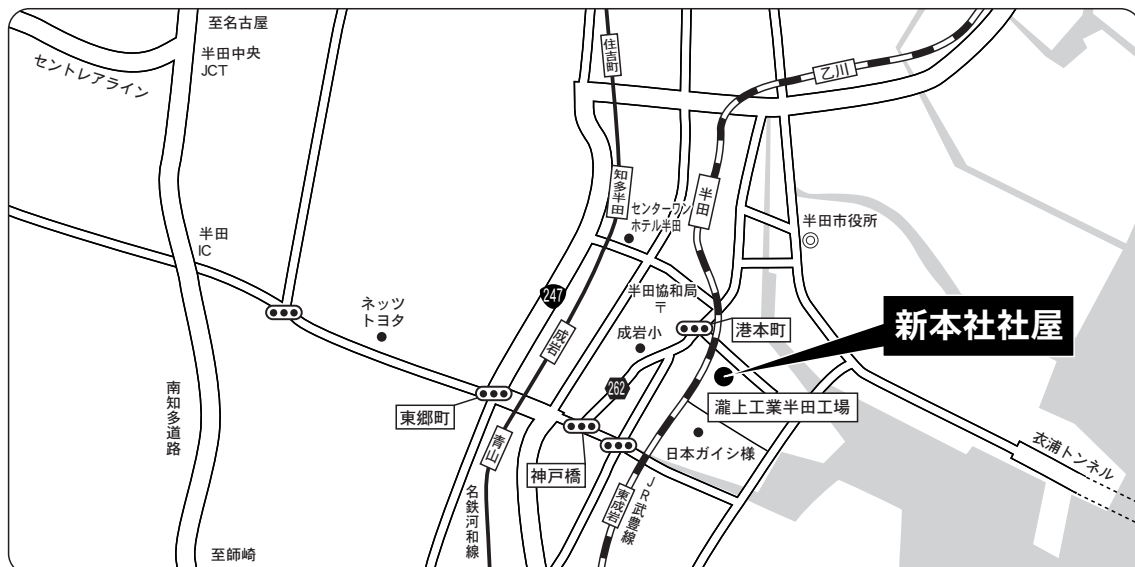 至名古屋
半田中央
JCT
セントレアライン
住吉町
乙川
知多半田
センターワン
ホテル半田
半田
半田市役所
半田
IC
247
ネッツ
トヨタ
半田協和局
〒
成岩
成岩小
港本町
新本社社屋
262
瀧上工業半田工場
南知多道路
東郷町
青山
神戸橋
日本ガイシ様
衣浦トンネル
名鉄河和線
東成岩
JR武豊線
至師崎